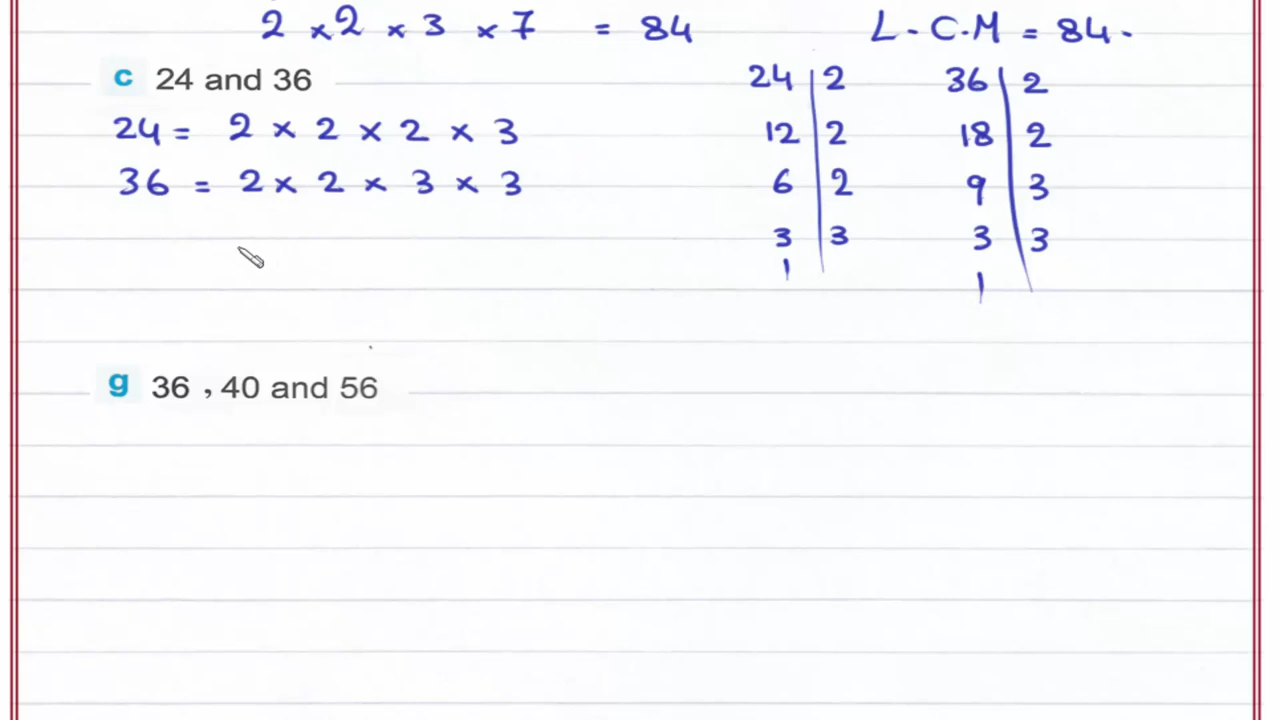 2 × 2 × 3 × 7 = 84 L.C.M = 84.
c 24 and 36
24 = 2 × 2 × 2 × 3
36 = 2 × 2 × 3 × 3
24 | 2
12 | 2
6 | 2
3 | 3
1
36 | 2
18 | 2
9 | 3
3 | 3
1
g 36 , 40 and 56